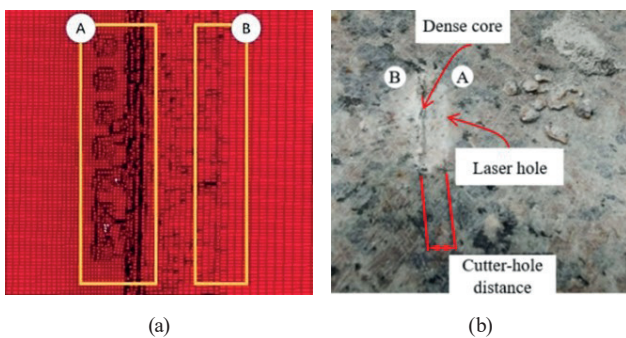 A
B
Dense core
B
A
Laser hole
Cutter-hole
distance
(a)
(b)